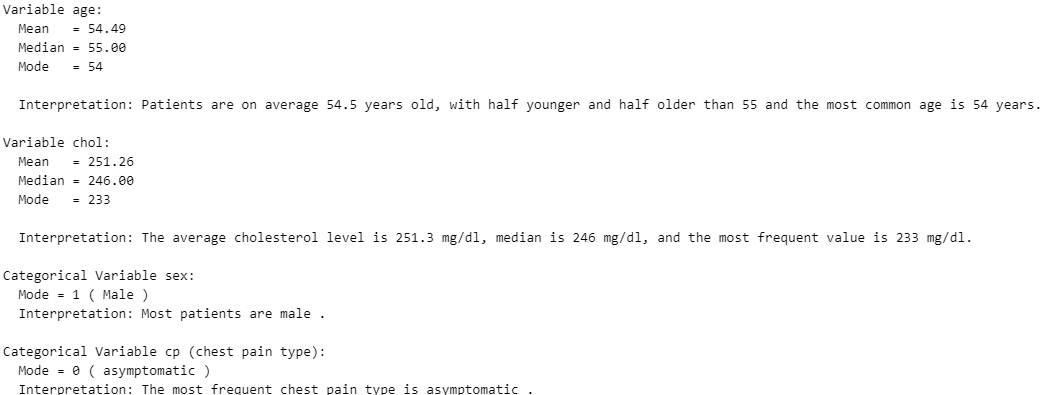 Variable age:
Mean = 54.49
Median = 55.00
Mode = 54
Interpretation: Patients are on average 54.5 years old, with half younger and half older than 55 and the most common age is 54 years.
Variable chol:
Mean = 251.26
Median = 246.00
Mode = 233
Interpretation: The average cholesterol level is 251.3 mg/dl, median is 246 mg/dl, and the most frequent value is 233 mg/dl.
Categorical Variable sex:
Mode = 1 ( Male )
Interpretation: Most patients are male .
Categorical Variable cp (chest pain type):
Mode = 0 ( asymptomatic )
Interpretation: The most frequent chest pain type is asymptomatic .